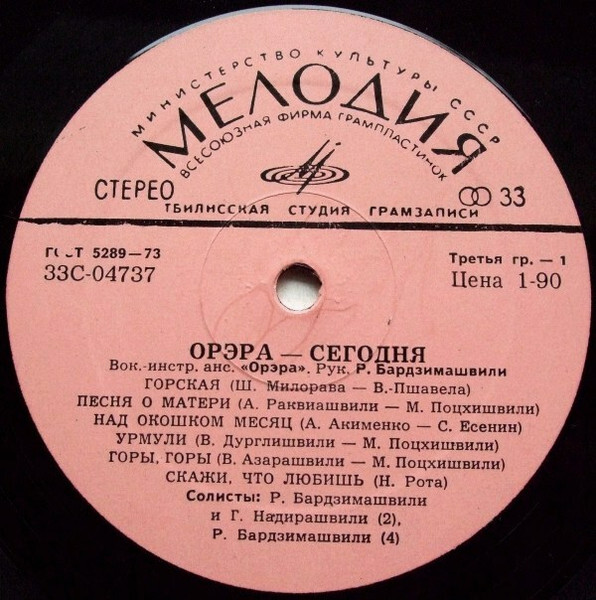 МИНИСТЕРСТВО КУЛЬТУРЫ СССР
МЕЛОДИЯ
ВСЕСОЮЗНАЯ ФИРМА ГРАМПЛАСТИНОК
СТЕРЕО
33
ТБИЛИССКАЯ СТУДИЯ ГРАМЗАПИСИ
ГОСТ 5289—73
Третья гр. — 1
33С-04737
Цена 1-90
ОРЭРА — СЕГОДНЯ
Вок.-инстр. анс. «Орэра». Рук. Р. Бардзимашвили
ГОРСКАЯ (Ш. Милорава — В.-Пшавела)
ПЕСНЯ О МАТЕРИ (А. Раквиашвили — М. Поцхишвили)
НАД ОКОШКОМ МЕСЯЦ (А. Акименко — С. Есенин)
УРМУЛИ (В. Дурглишвили — М. Поцхишвили)
ГОРЫ, ГОРЫ (В. Азарашвили — М. Поцхишвили)
СКАЖИ, ЧТО ЛЮБИШЬ (Н. Рота)
Солисты: Р. Бардзимашвили
и Г. Надирашвили (2),
Р. Бардзимашвили (4)